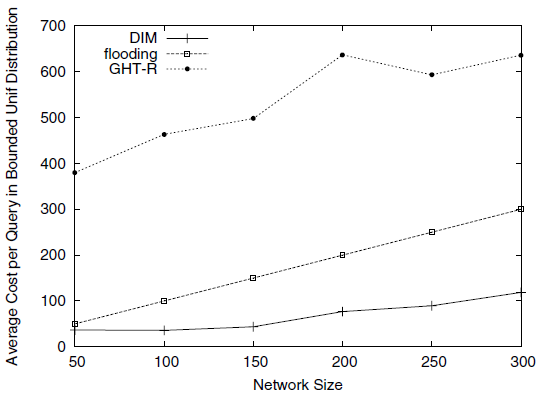 Average Cost per Query in Bounded Unif Distribution
700
600
500
400
300
200
100
0
DIM
flooding
GHT-R
50 100 150 200 250 300
Network Size